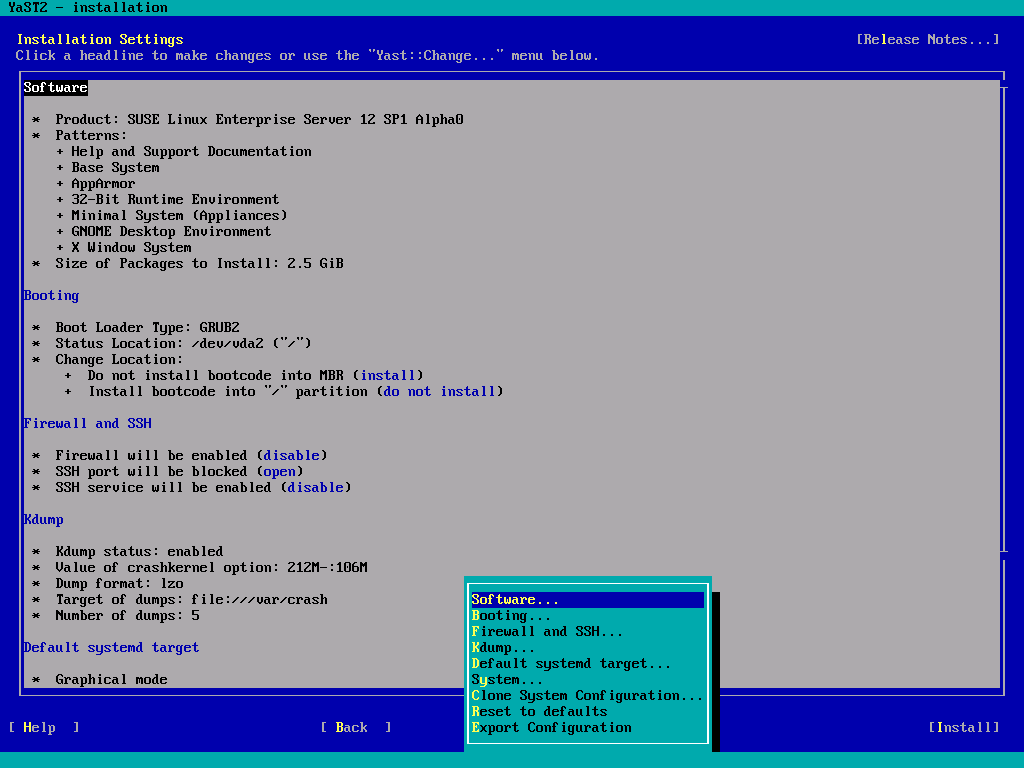 YaST2 - installation
Installation Settings [Release Notes...]
Click a headline to make changes or use the "Yast::Change..." menu below.
Software
* Product: SUSE Linux Enterprise Server 12 SP1 Alpha0
* Patterns:
+ Help and Support Documentation
+ Base System
+ AppArmor
+ 32-Bit Runtime Environment
+ Minimal System (Appliances)
+ GNOME Desktop Environment
+ X Window System
* Size of Packages to Install: 2.5 GiB
Booting
* Boot Loader Type: GRUB2
* Status Location: /dev/vda2 ("/")
* Change Location:
+ Do not install bootcode into MBR (install)
+ Install bootcode into "/" partition (do not install)
Firewall and SSH
* Firewall will be enabled (disable)
* SSH port will be blocked (open)
* SSH service will be enabled (disable)
Kdump
* Kdump status: enabled
* Value of crashkernel option: 212M-:106M
* Dump format: lzo
* Target of dumps: file:///var/crash
* Number of dumps: 5
Default systemd target
* Graphical mode
Software...
Booting...
Firewall and SSH...
Kdump...
Default systemd target...
System...
Clone System Configuration...
Reset to defaults
Export Configuration
[ Help ] [ Back ] [Install]